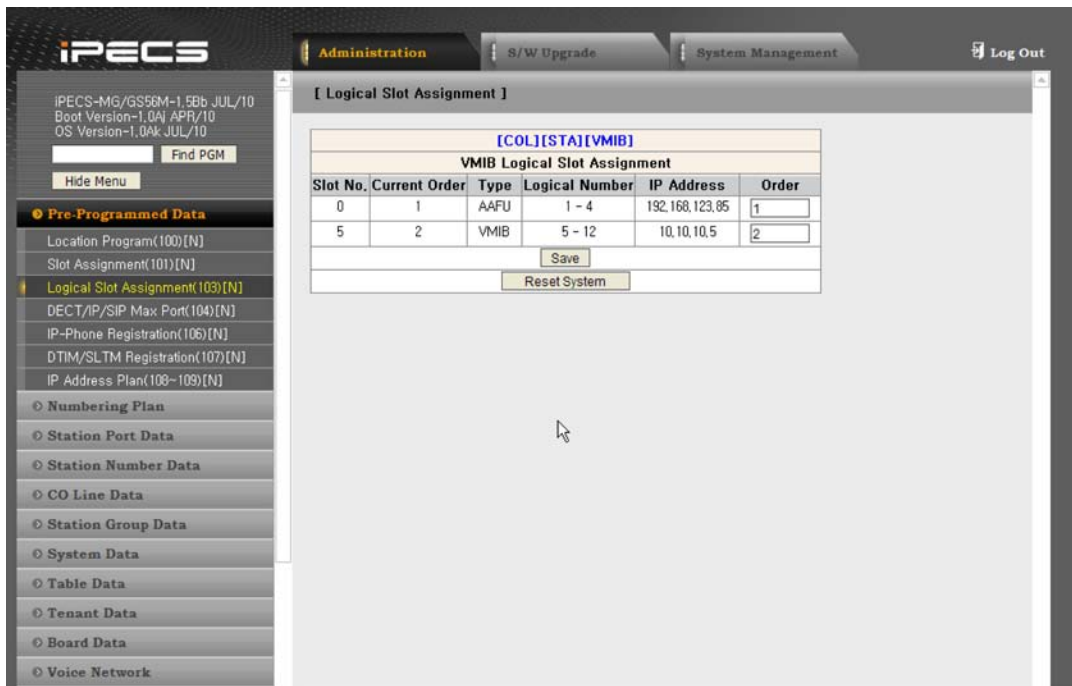 iPECS
Administration
S/W Upgrade
System Management
Log Out
iPECS-MG/GS56M-1,5Bb JUL/10
Boot Version-1,0Aj APR/10
OS Version-1,0Ak JUL/10
Find PGM
Hide Menu
Pre-Programmed Data
Location Program(100)[N]
Slot Assignment(101)[N]
Logical Slot Assignment(103)[N]
DECT/IP/SIP Max Port(104)[N]
IP-Phone Registration(106)[N]
DTIM/SLTM Registration(107)[N]
IP Address Plan(108~109)[N]
Numbering Plan
Station Port Data
Station Number Data
CO Line Data
Station Group Data
System Data
Table Data
Tenant Data
Board Data
Voice Network
[ Logical Slot Assignment ]
[COL][STA][VMIB]
VMIB Logical Slot Assignment
Slot No. Current Order Type Logical Number IP Address Order
0 1 AAFU 1 - 4 192,168,123,85 1
5 2 VMIB 5 - 12 10,10,10,5 2
Save
Reset System